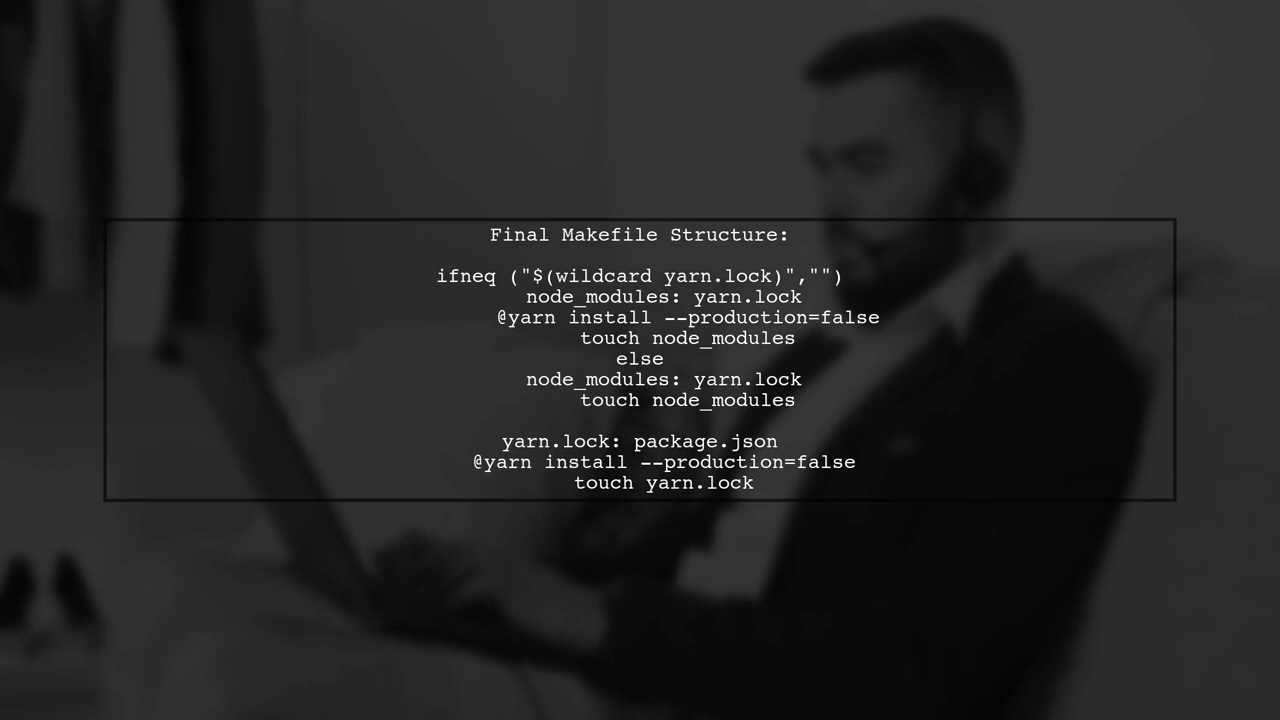 Final Makefile Structure:
ifneq ("$(wildcard yarn.lock)","")
node_modules: yarn.lock
@yarn install --production=false
touch node_modules
else
node_modules: yarn.lock
touch node_modules
yarn.lock: package.json
@yarn install --production=false
touch yarn.lock